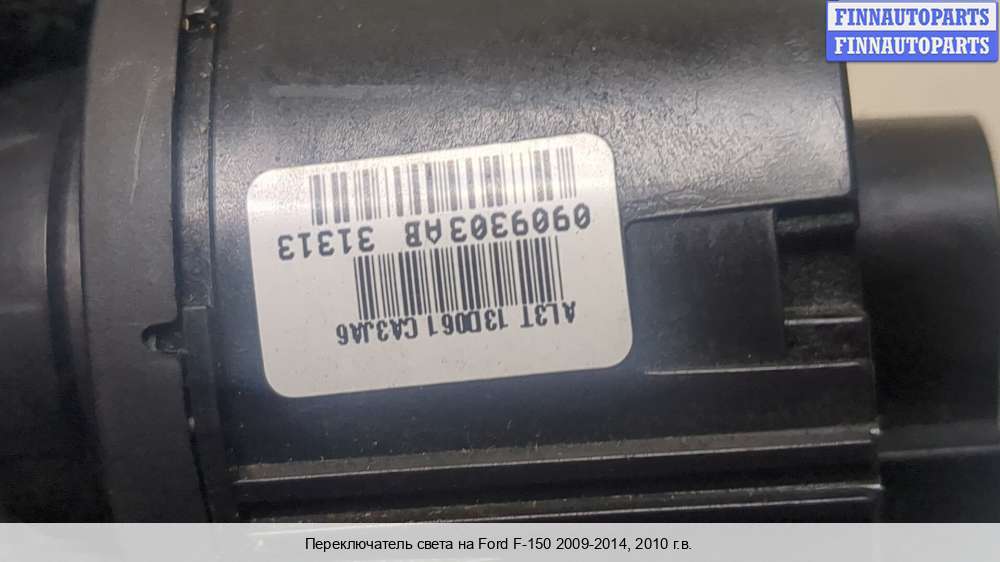 FINNAUTOPARTS
FINNAUTOPARTS
AL3T 13D061 CA3JA6
0909303AB 31313
Переключатель света на Ford F-150 2009-2014, 2010 г.в.